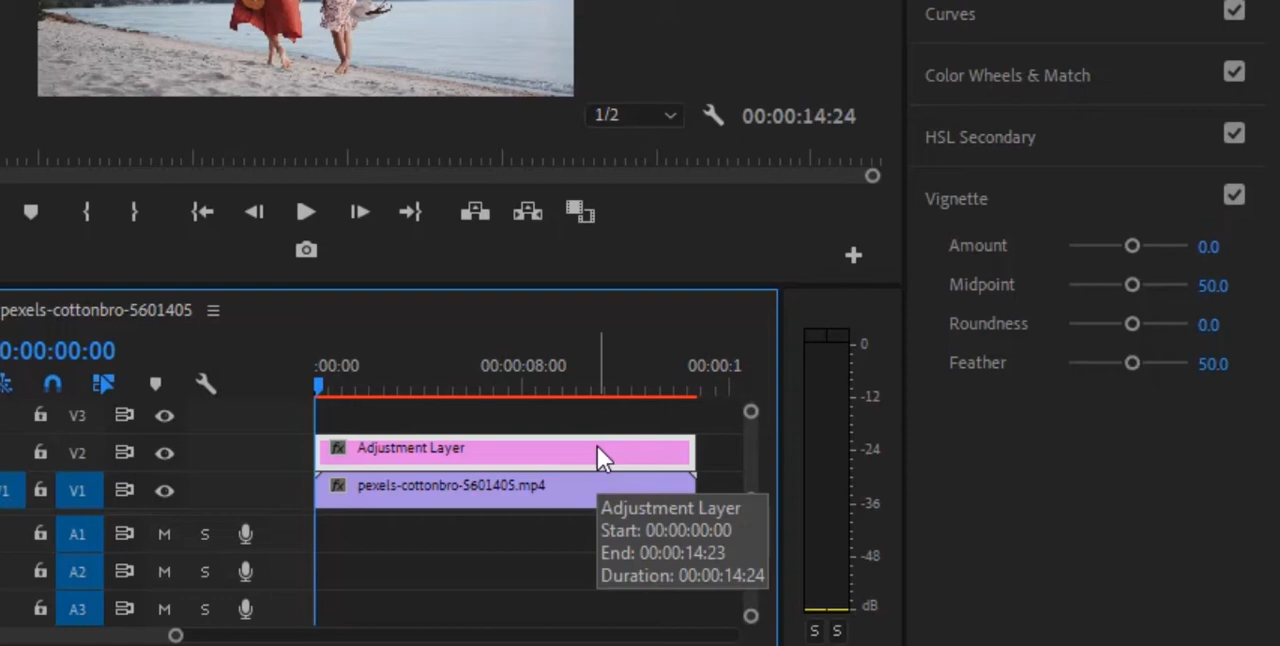 Curves
Color Wheels & Match
HSL Secondary
Vignette
Amount 0.0
Midpoint 50.0
Roundness 0.0
Feather 50.0
1/2 00:00:14:24
pexels-cottonbro-5601405
0:00:00:00
:00:00 00:00:08:00 00:00:1
V3
V2 Adjustment Layer
V1 V1 pexels-cottonbro-5601405.mp4
A1 M S
A2 M S
A3 M S
Adjustment Layer
Start: 00:00:00:00
End: 00:00:14:23
Duration: 00:00:14:24
0
-12
-24
-36
-48
dB
S S